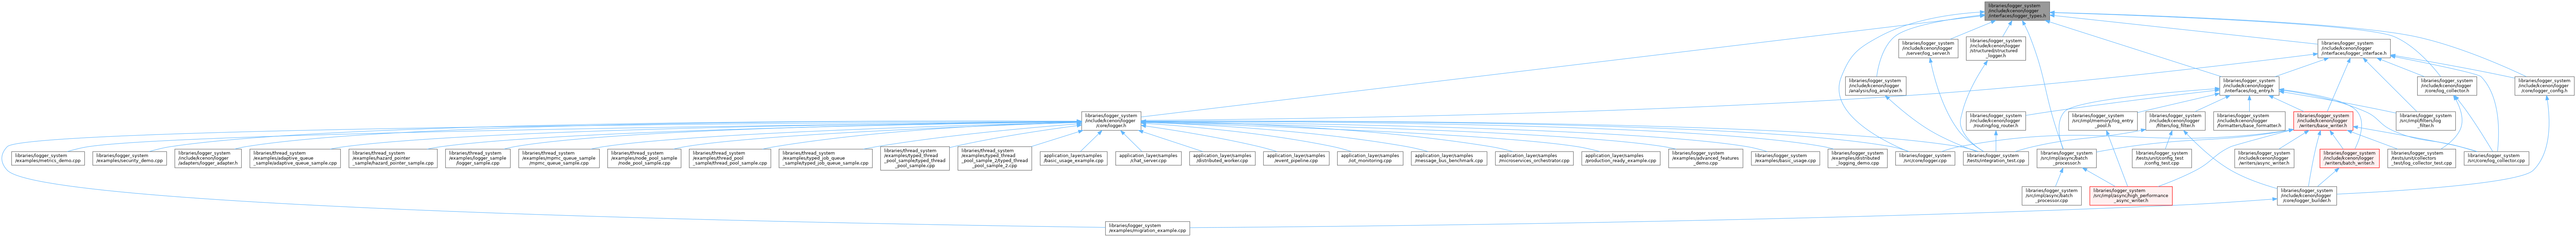 libraries/logger_system
/include/kcenon/logger
/interfaces/logger_types.h
libraries/logger_system
/include/kcenon/logger
/server/log_server.h
libraries/logger_system
/include/kcenon/logger
/structured/structured
_logger.h
libraries/logger_system
/include/kcenon/logger
/interfaces/logger_interface.h
libraries/logger_system
/include/kcenon/logger
/analysis/log_analyzer.h
libraries/logger_system
/include/kcenon/logger
/interfaces/log_entry.h
libraries/logger_system
/include/kcenon/logger
/core/log_collector.h
libraries/logger_system
/include/kcenon/logger
/core/logger_config.h
libraries/logger_system
/include/kcenon/logger
/core/logger.h
libraries/logger_system
/include/kcenon/logger
/routing/log_router.h
libraries/logger_system
/src/impl/memory/log_entry
_pool.h
libraries/logger_system
/include/kcenon/logger
/filters/log_filter.h
libraries/logger_system
/include/kcenon/logger
/formatters/base_formatter.h
libraries/logger_system
/include/kcenon/logger
/writers/base_writer.h
libraries/logger_system
/src/impl/filters/log
_filter.h
libraries/logger_system
/examples/metrics_demo.cpp
libraries/logger_system
/examples/security_demo.cpp
libraries/logger_system
/include/kcenon/logger
/adapters/logger_adapter.h
libraries/thread_system
/examples/adaptive_queue
_sample/adaptive_queue_sample.cpp
libraries/thread_system
/examples/hazard_pointer
_sample/hazard_pointer_sample.cpp
libraries/thread_system
/examples/logger_sample
/logger_sample.cpp
libraries/thread_system
/examples/mpmc_queue_sample
/mpmc_queue_sample.cpp
libraries/thread_system
/examples/node_pool_sample
/node_pool_sample.cpp
libraries/thread_system
/examples/thread_pool
_sample/thread_pool_sample.cpp
libraries/thread_system
/examples/typed_job_queue
_sample/typed_job_queue_sample.cpp
libraries/thread_system
/examples/typed_thread
_pool_sample/typed_thread
_pool_sample.cpp
libraries/thread_system
/examples/typed_thread
_pool_sample_2/typed_thread
_pool_sample_2.cpp
application_layer/samples
/basic_usage_example.cpp
application_layer/samples
/chat_server.cpp
application_layer/samples
/distributed_worker.cpp
application_layer/samples
/event_pipeline.cpp
application_layer/samples
/iot_monitoring.cpp
application_layer/samples
/message_bus_benchmark.cpp
application_layer/samples
/microservices_orchestrator.cpp
application_layer/samples
/production_ready_example.cpp
libraries/logger_system
/examples/advanced_features
_demo.cpp
libraries/logger_system
/examples/basic_usage.cpp
libraries/logger_system
/examples/distributed
_logging_demo.cpp
libraries/logger_system
/src/core/logger.cpp
libraries/logger_system
/tests/integration_test.cpp
libraries/logger_system
/src/impl/async/batch
_processor.h
libraries/logger_system
/tests/unit/config_test
/config_test.cpp
libraries/logger_system
/include/kcenon/logger
/writers/async_writer.h
libraries/logger_system
/include/kcenon/logger
/writers/batch_writer.h
libraries/logger_system
/tests/unit/collectors
_test/log_collector_test.cpp
libraries/logger_system
/src/core/log_collector.cpp
libraries/logger_system
/src/impl/async/batch
_processor.cpp
libraries/logger_system
/src/impl/async/high_performance
_async_writer.h
libraries/logger_system
/include/kcenon/logger
/core/logger_builder.h
libraries/logger_system
/examples/migration_example.cpp